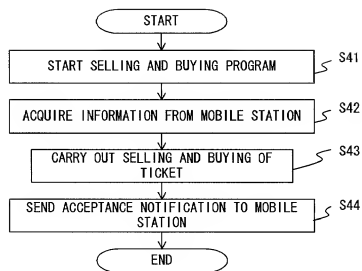 START
START SELLING AND BUYING PROGRAM
S41
ACQUIRE INFORMATION FROM MOBILE STATION
S42
CARRY OUT SELLING AND BUYING OF
TICKET
S43
SEND ACCEPTANCE NOTIFICATION TO MOBILE
STATION
S44
END